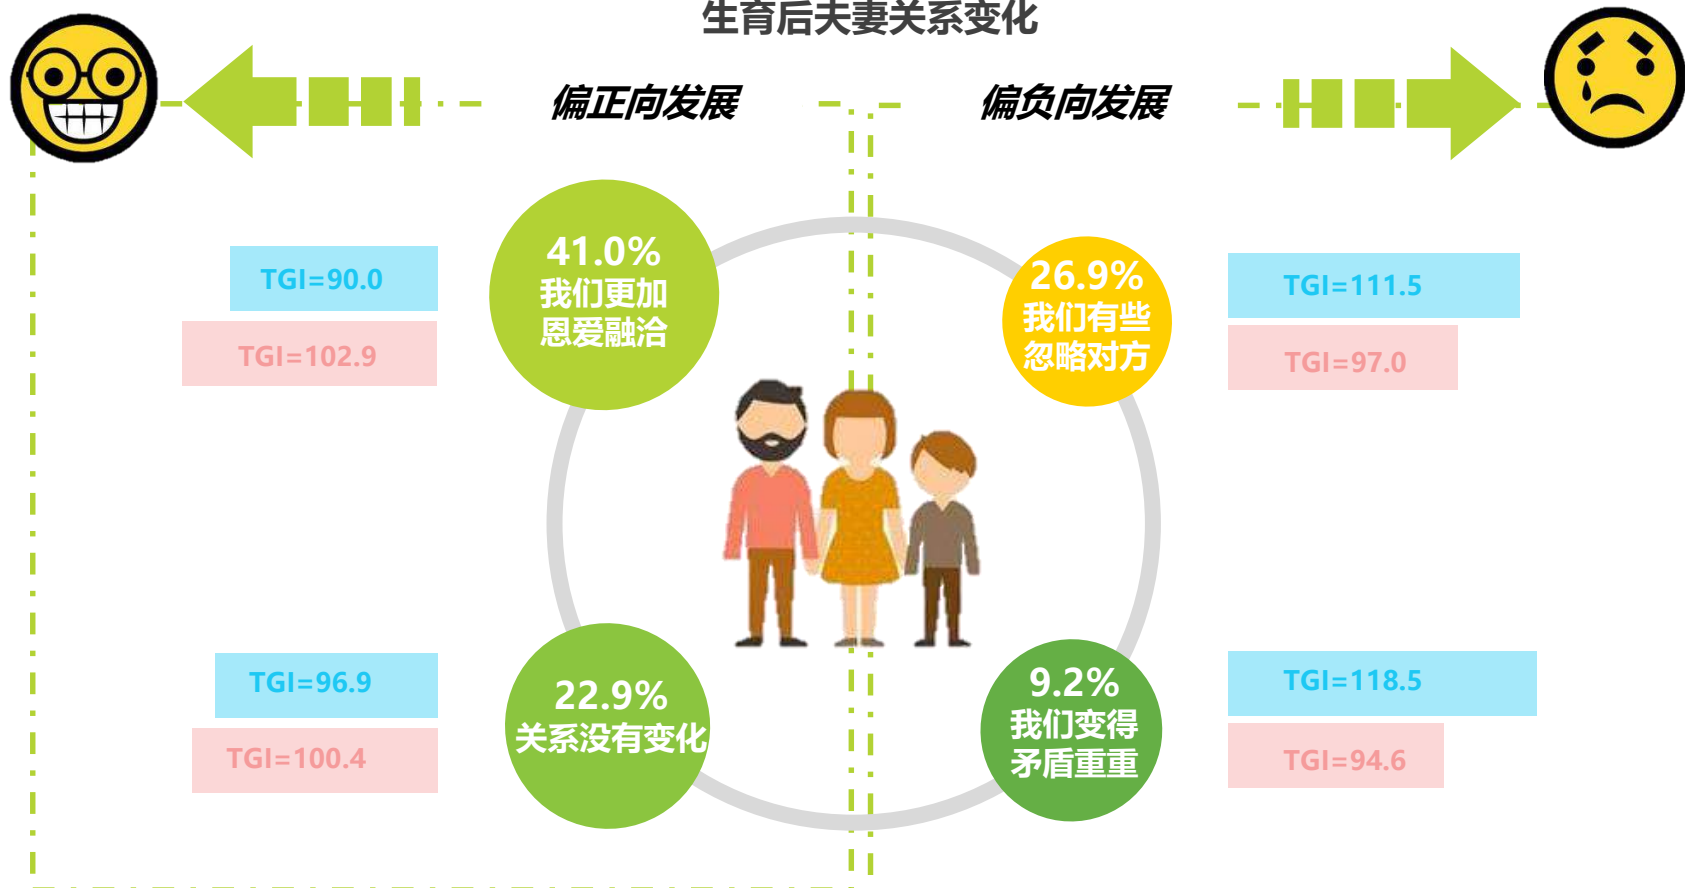 生育后夫妻关系变化
偏正向发展
偏负向发展
TGI=90.0
TGI=102.9
41.0%
我们更加
恩爱融洽
26.9%
我们有些
忽略对方
TGI=111.5
TGI=97.0
TGI=96.9
TGI=100.4
22.9%
关系没有变化
9.2%
我们变得
矛盾重重
TGI=118.5
TGI=94.6